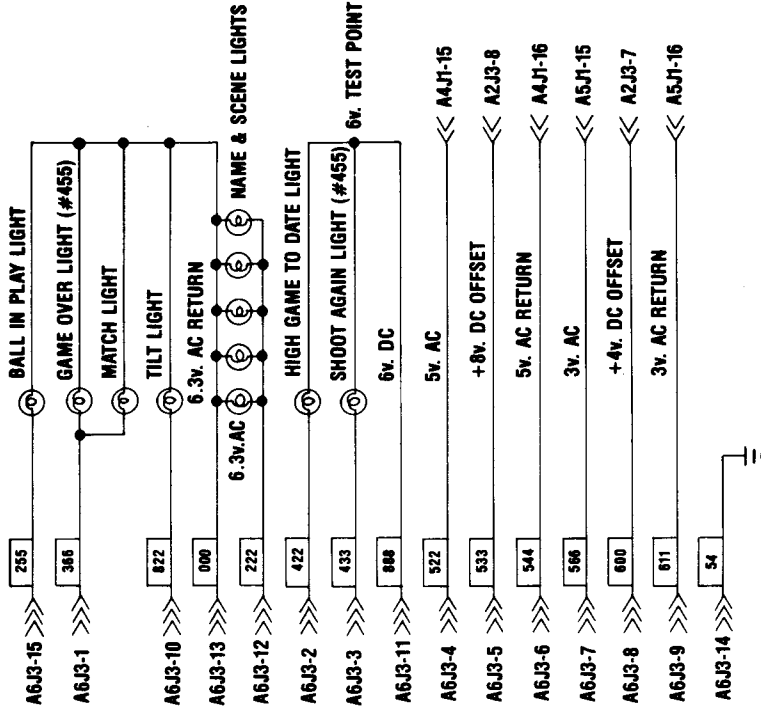 A6J3-15 255 BALL IN PLAY LIGHT
A6J3-1 366 GAME OVER LIGHT (#455)
MATCH LIGHT
A6J3-10 822 TILT LIGHT
A6J3-13 000 6.3v. AC RETURN
NAME & SCENE LIGHTS
A6J3-12 222 6.3v.AC
A6J3-2 422 HIGH GAME TO DATE LIGHT
A6J3-3 433 SHOOT AGAIN LIGHT (#455) 6v. TEST POINT
A6J3-11 888 6v. DC
A6J3-4 522 5v. AC A4J1-15
A6J3-5 533 +8v. DC OFFSET A2J3-8
A6J3-6 544 5v. AC RETURN A4J1-16
A6J3-7 566 3v. AC A5J1-15
A6J3-8 600 +4v. DC OFFSET A2J3-7
A6J3-9 611 3v. AC RETURN A5J1-16
A6J3-14 54